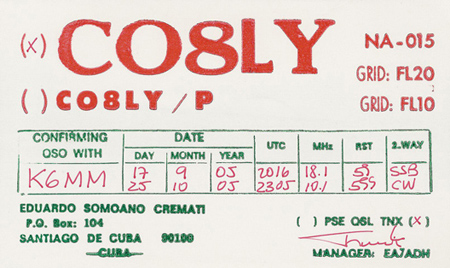 (x) CO8LY NA-015
GRID: FL20
( ) CO8LY/P GRID: FL10
CONFIRMING QSO WITH DATE UTC MHz RST 2.WAY
DAY MONTH YEAR
K6MM 17 9 05 2016 18.1 59 SSB
25 10 05 2305 10.1 599 CW
EDUARDO SOMOANO CREMATI
P.O. Box: 104 ( ) PSE QSL TNX (x)
SANTIAGO DE CUBA 90100
CUBA MANAGER: EA7ADH